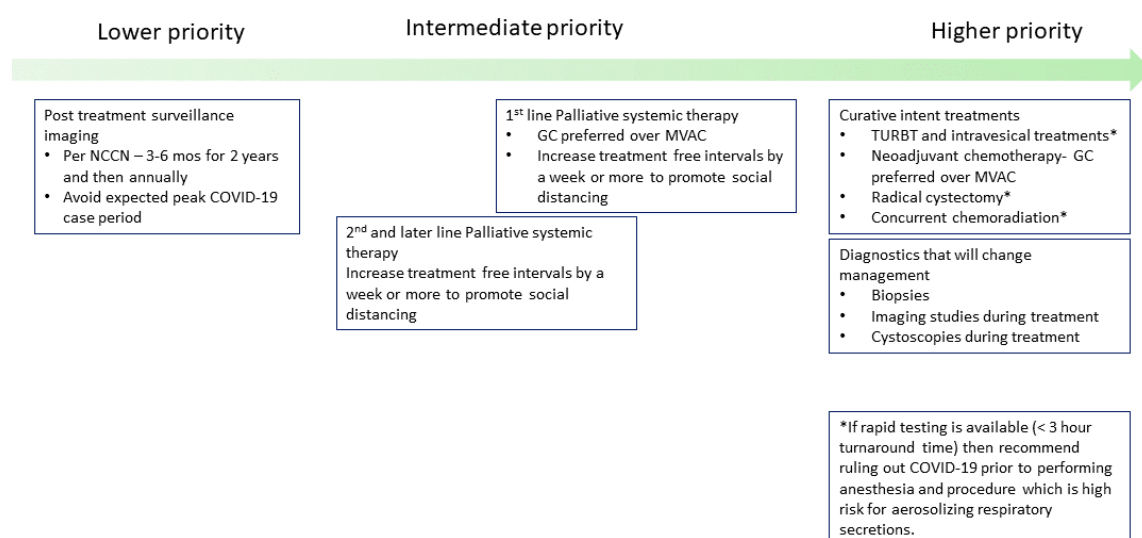 Lower priority
Intermediate priority
Higher priority
Post treatment surveillance
imaging
• Per NCCN – 3-6 mos for 2 years
and then annually
• Avoid expected peak COVID-19
case period
1st line Palliative systemic therapy
• GC preferred over MVAC
• Increase treatment free intervals by
a week or more to promote social
distancing
2nd and later line Palliative systemic
therapy
Increase treatment free intervals by a
week or more to promote social
distancing
Curative intent treatments
• TURBT and intravesical treatments*
• Neoadjuvant chemotherapy- GC
preferred over MVAC
• Radical cystectomy*
• Concurrent chemoradiation*
Diagnostics that will change
management
• Biopsies
• Imaging studies during treatment
• Cystoscopies during treatment
*If rapid testing is available (< 3 hour
turnaround time) then recommend
ruling out COVID-19 prior to performing
anesthesia and procedure which is high
risk for aerosolizing respiratory
secretions.